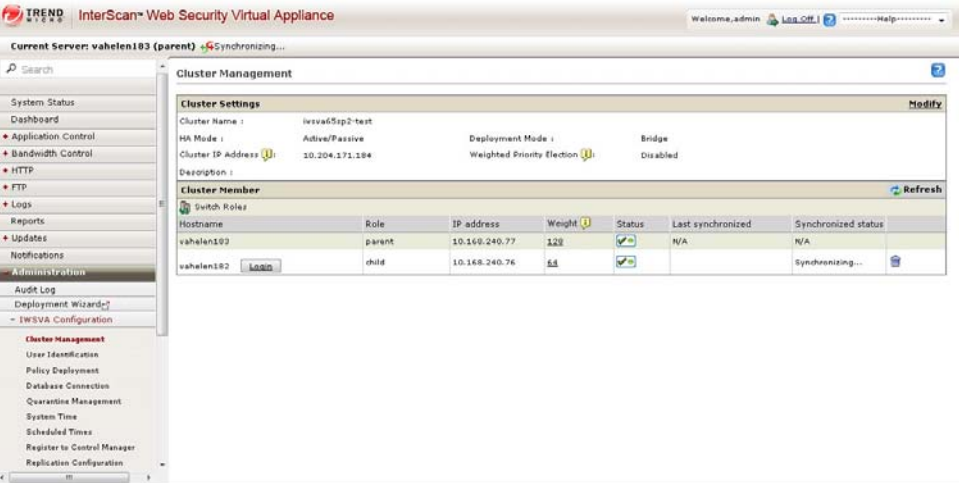 TREND MICRO InterScan™ Web Security Virtual Appliance
Welcome,admin Log Off | ? ----------Help----------
Current Server: vahelen183 (parent) Synchronizing...
Search
System Status
Dashboard
+ Application Control
+ Bandwidth Control
+ HTTP
+ FTP
+ Logs
Reports
+ Updates
Notifications
- Administration
Audit Log
Deployment Wizard
- IWSVA Configuration
Cluster Management
User Identification
Policy Deployment
Database Connection
Quarantine Management
System Time
Scheduled Times
Register to Control Manager
Replication Configuration
Cluster Management ?
Cluster Settings Modify
Cluster Name : ivsva65sp2-test
HA Mode : Active/Passive Deployment Mode : Bridge
Cluster IP Address : 10.204.171.184 Weighted Priority Election : Disabled
Description :
Cluster Member Refresh
Switch Roles
Hostname Role IP address Weight Status Last synchronized Synchronized status
vahelen183 parent 10.168.240.77 128 N/A N/A
vahelen182 Login child 10.168.240.76 64 Synchronizing...